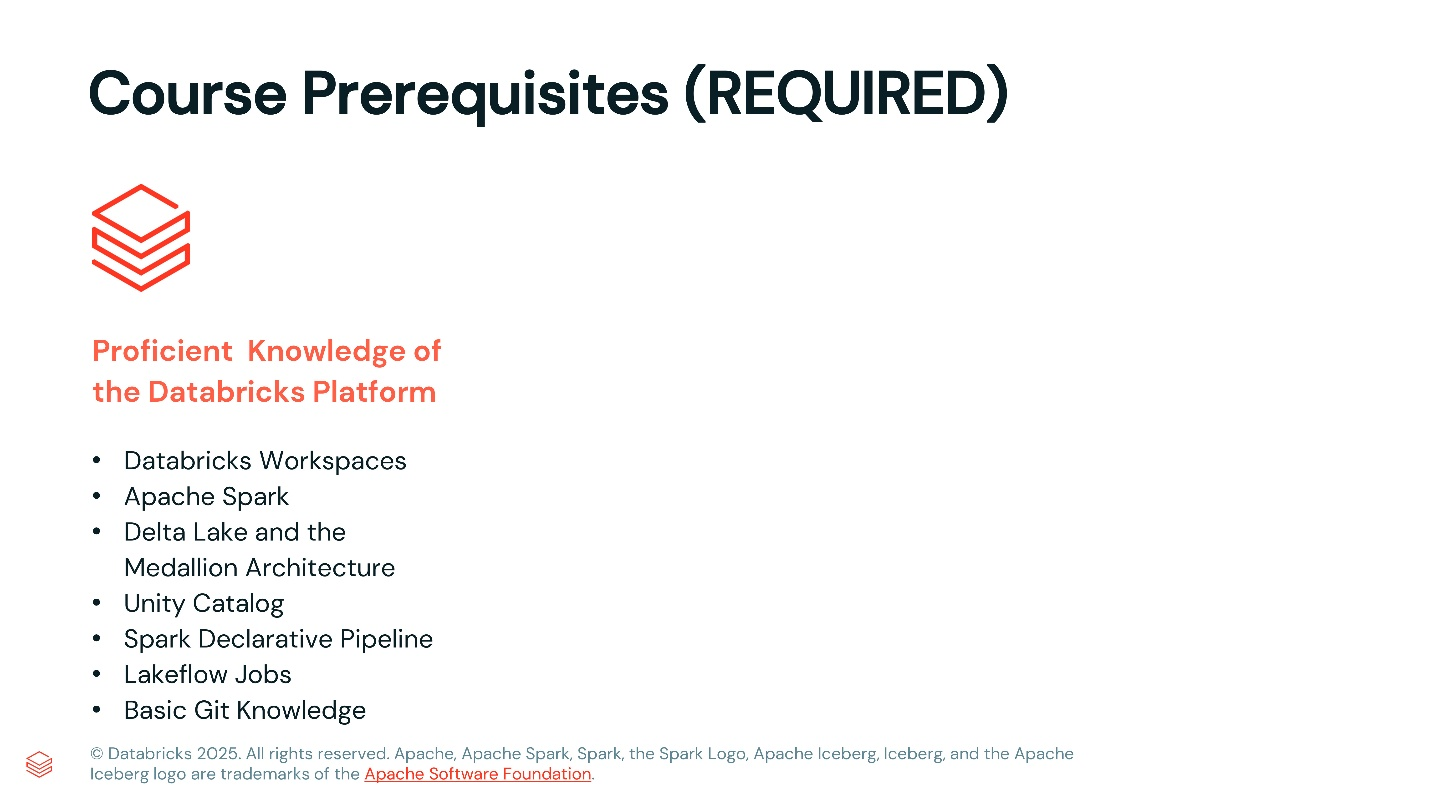 Course Prerequisites (REQUIRED)
Proficient  Knowledge of
the Databricks Platform
• Databricks Workspaces
• Apache Spark
• Delta Lake and the
Medallion Architecture
• Unity Catalog
• Spark Declarative Pipeline
• Lakeflow Jobs
• Basic Git Knowledge
© Databricks 2025. All rights reserved. Apache, Apache Spark, Spark, the Spark Logo, Apache Iceberg, Iceberg, and the Apache
Iceberg logo are trademarks of the Apache Software Foundation.